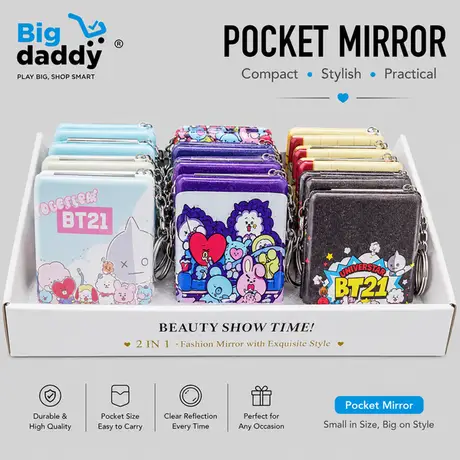 Big
daddy®
PLAY BIG, SHOP SMART
POCKET MIRROR
Compact • Stylish • Practical
BT21
UNIVERSTAR
BT21
BEAUTY SHOW TIME!
2 IN 1 - Fashion Mirror with Exquisite Style
Durable &
High Quality
Pocket Size
Easy to Carry
Clear Reflection
Every Time
Perfect for
Any Occasion
Pocket Mirror
Small in Size, Big on Style